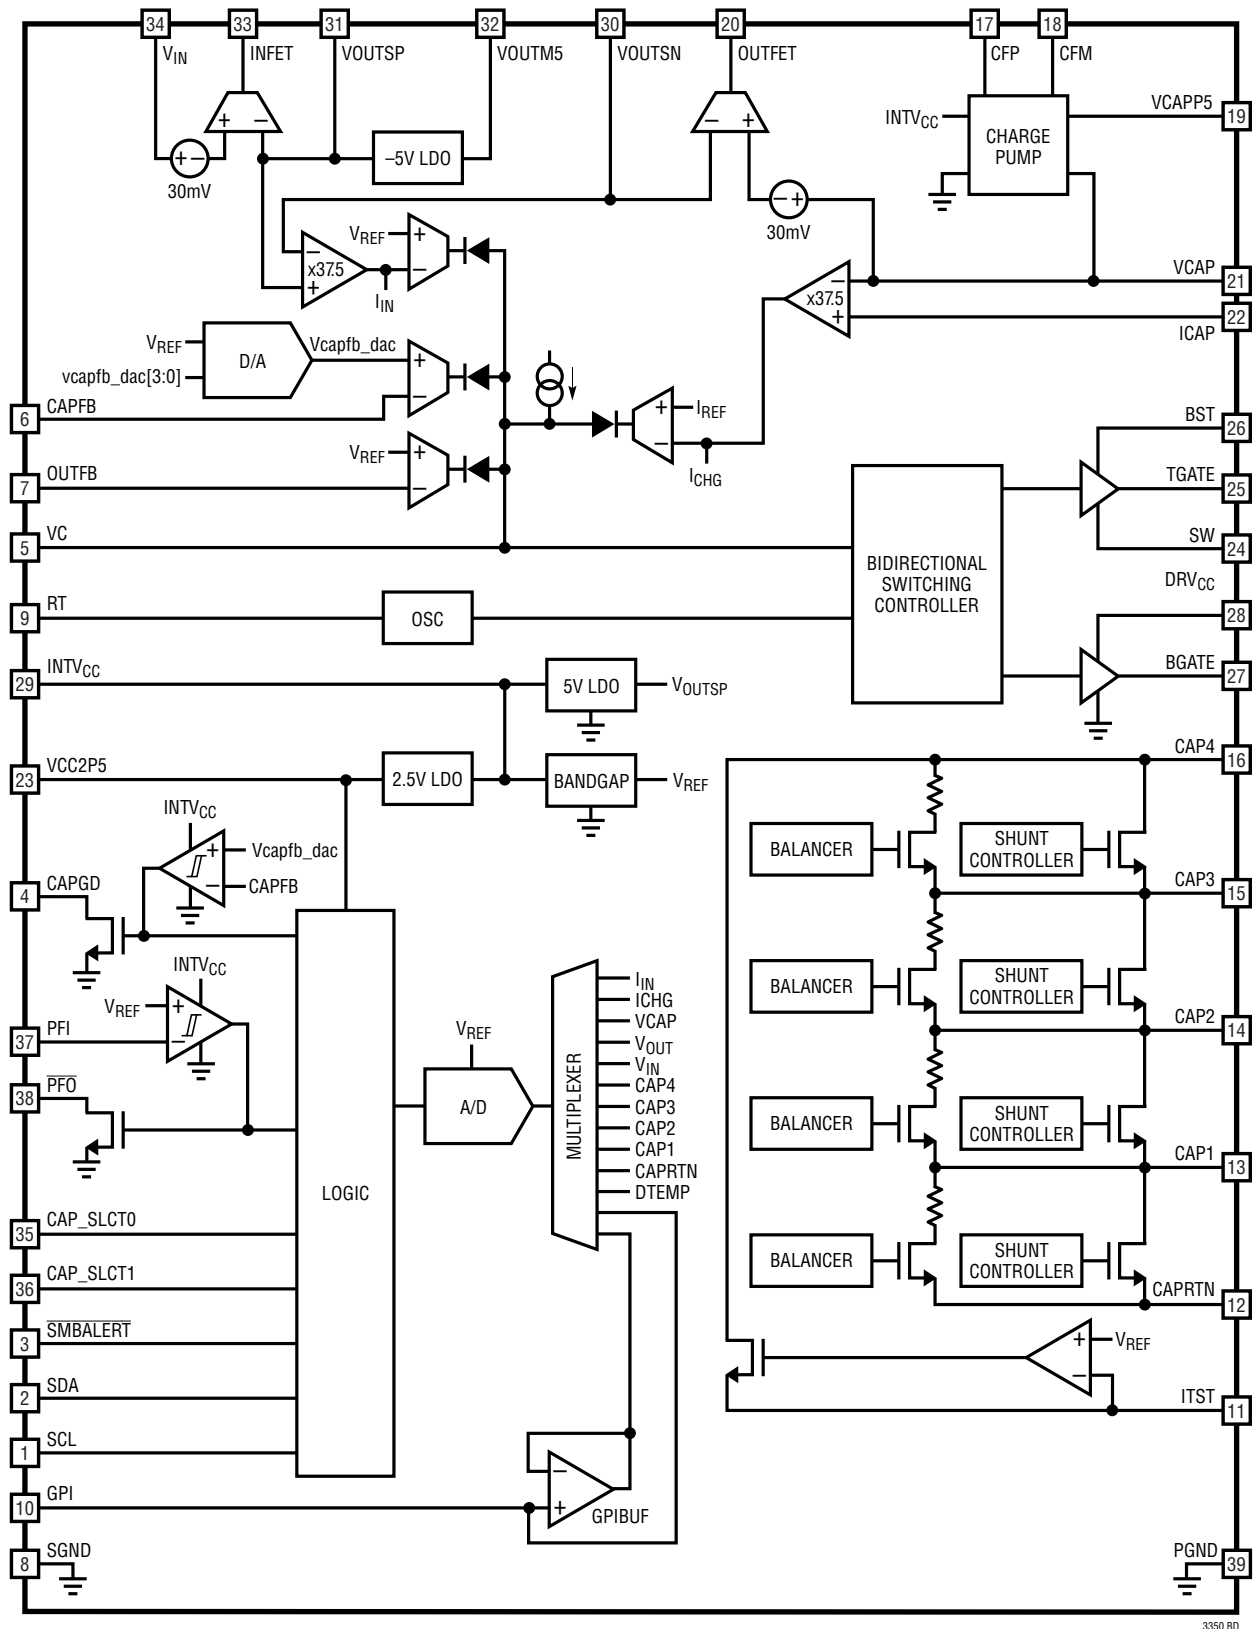 34 33 31 32 30 20 17 18
VIN INFET VOUTSP VOUTM5 VOUTSN OUTFET CFP CFM
VCAPP5
19
INTVCC
CHARGE
PUMP
+ −
− +
+ −
30mV
–5V LDO
− +
30mV
VREF
+
−
−
x37.5
+
IIN
VCAP
21
−
x37.5
+
22
ICAP
VREF
vcapfb_dac[3:0]
D/A
Vcapfb_dac
+
−
CAPFB
6
+
−
IREF
ICHG
BST
26
VREF
+
−
OUTFB
7
TGATE
25
VC
5
SW
24
BIDIRECTIONAL
SWITCHING
CONTROLLER
DRVCC
28
RT
9
OSC
BGATE
27
INTVCC
29
5V LDO
VOUTSP
VCC2P5
23
2.5V LDO
BANDGAP
VREF
CAP4
16
INTVCC
+
−
Vcapfb_dac
CAPFB
CAPGD
4
BALANCER
SHUNT
CONTROLLER
CAP3
15
INTVCC
VREF
+
−
PFI
37
PFO
38
BALANCER
SHUNT
CONTROLLER
CAP2
14
LOGIC
VREF
A/D
MULTIPLEXER
IIN
ICHG
VCAP
VOUT
VIN
CAP4
CAP3
CAP2
CAP1
CAPRTN
DTEMP
BALANCER
SHUNT
CONTROLLER
CAP1
13
CAP_SLCT0
35
CAP_SLCT1
36
BALANCER
SHUNT
CONTROLLER
CAPRTN
12
SMBALERT
3
+
−
VREF
SDA
2
ITST
11
SCL
1
GPI
10
−
+
GPIBUF
SGND
8
PGND
39
3350 BD